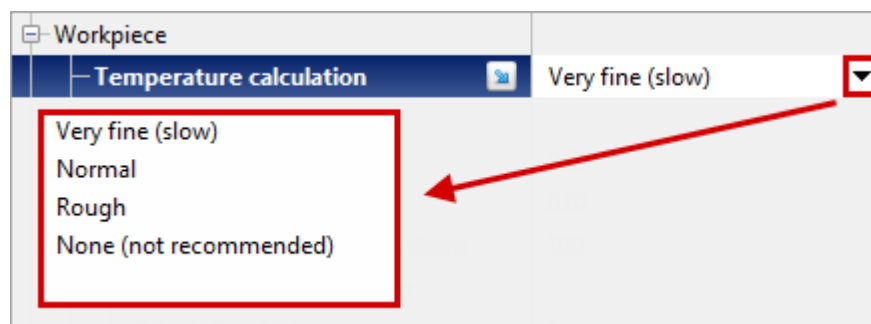 Workpiece
Temperature calculation Very fine (slow)
Very fine (slow)
Normal
Rough
None (not recommended)